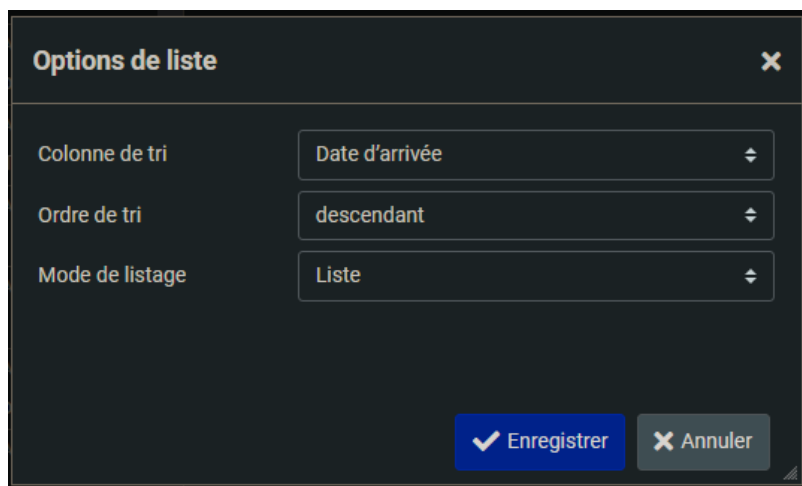 Options de liste
Colonne de tri Date d’arrivée
Ordre de tri descendant
Mode de listage Liste
Enregistrer Annuler